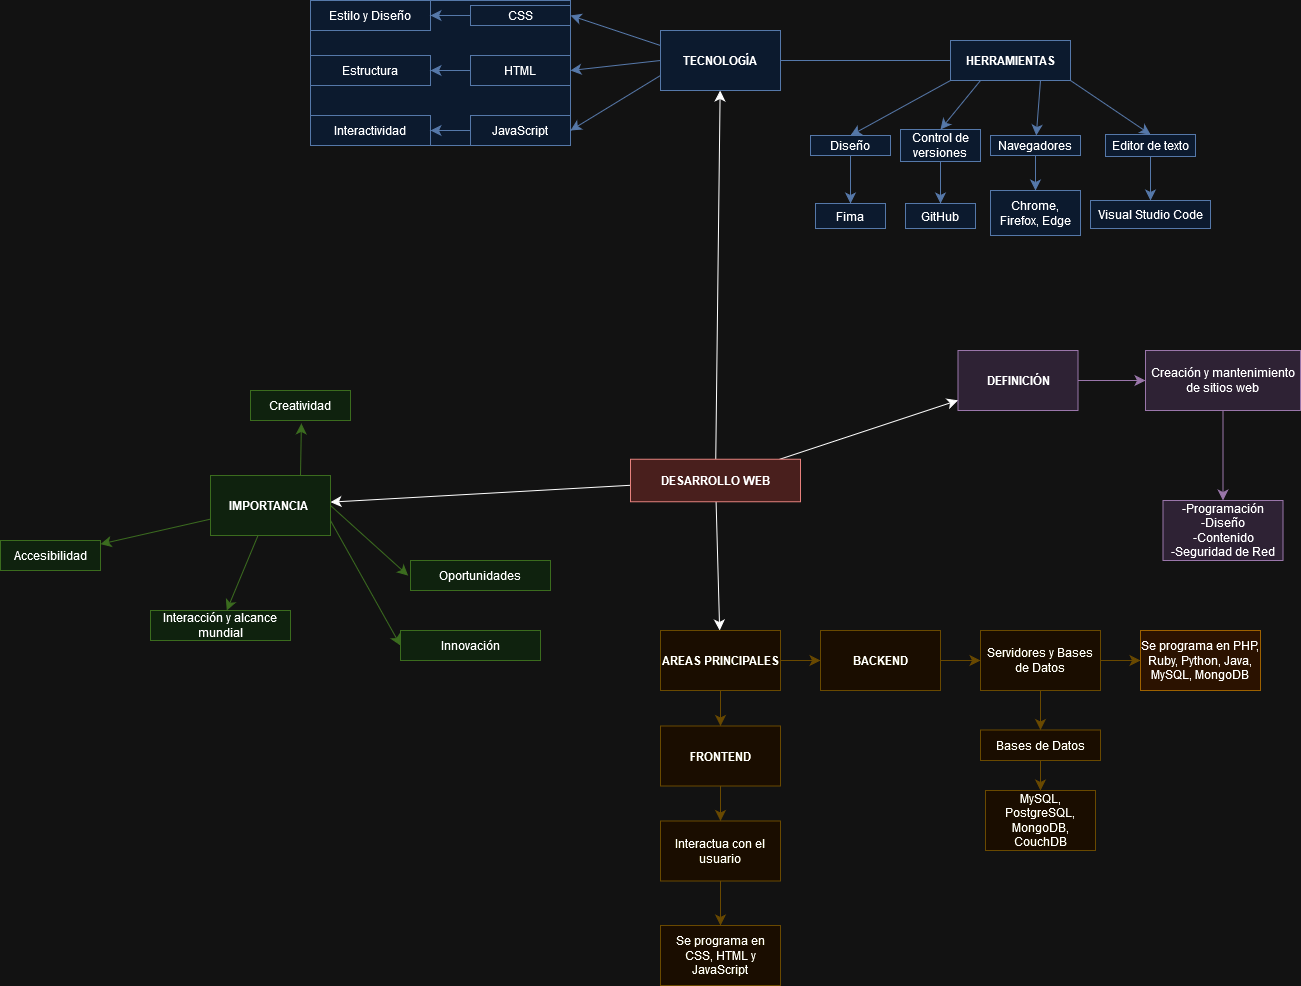 Estilo y Diseño
CSS
TECNOLOGÍA
HERRAMIENTAS
Estructura
HTML
Interactividad
JavaScript
Diseño
Control de
versiones
Navegadores
Editor de texto
Fima
GitHub
Chrome,
Firefox, Edge
Visual Studio Code
DEFINICIÓN
Creación y mantenimiento
de sitios web
-Programación
-Diseño
-Contenido
-Seguridad de Red
DESARROLLO WEB
Creatividad
IMPORTANCIA
Accesibilidad
Interacción y alcance
mundial
Oportunidades
Innovación
AREAS PRINCIPALES
BACKEND
Servidores y Bases
de Datos
Se programa en PHP,
Ruby, Python, Java,
MySQL, MongoDB
Bases de Datos
MySQL,
PostgreSQL,
MongoDB,
CouchDB
FRONTEND
Interactua con el
usuario
Se programa en
CSS, HTML y
JavaScript